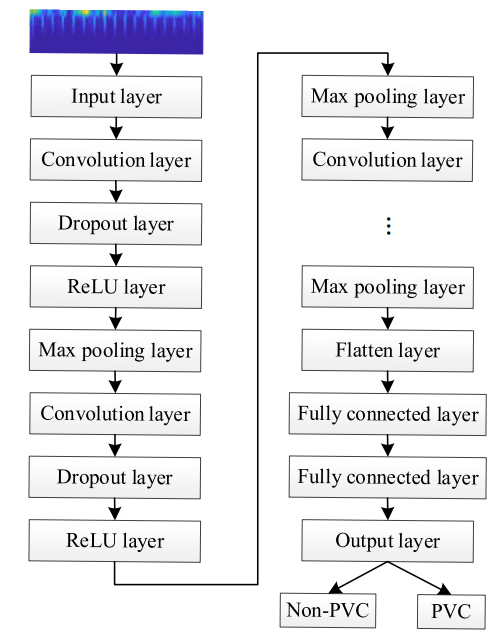 Input layer
Convolution layer
Dropout layer
ReLU layer
Max pooling layer
Convolution layer
Dropout layer
ReLU layer
Max pooling layer
Convolution layer
⋮
Max pooling layer
Flatten layer
Fully connected layer
Fully connected layer
Output layer
Non-PVC
PVC